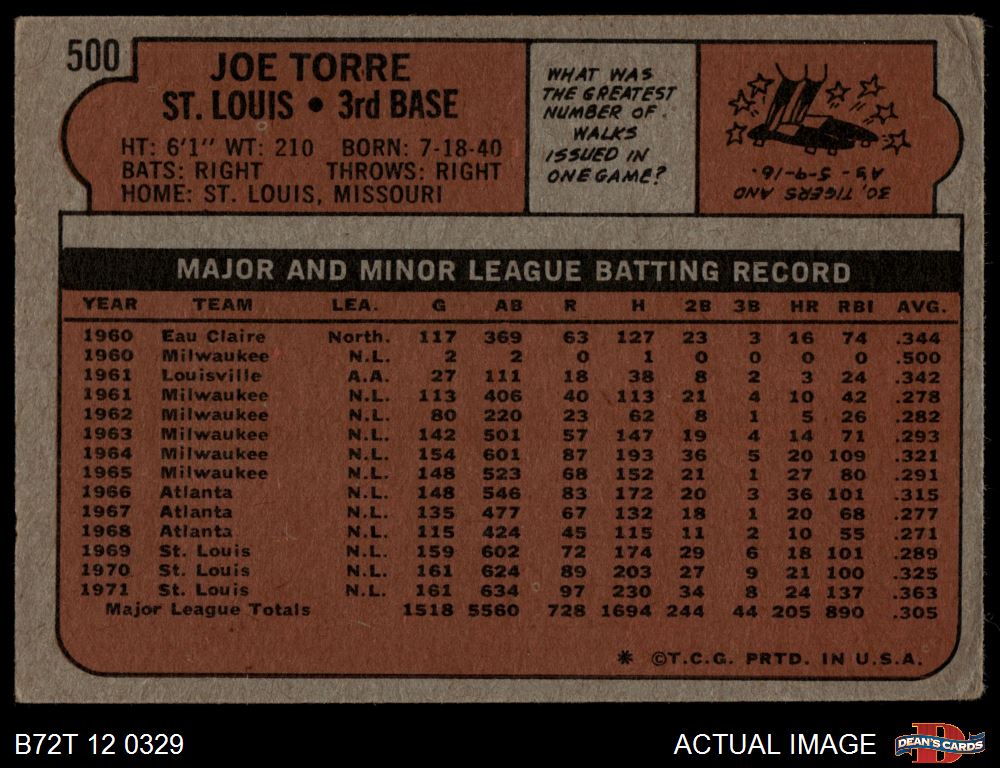 500
JOE TORRE
ST. LOUIS • 3rd BASE
HT: 6'1" WT: 210 BORN: 7-18-40
BATS: RIGHT THROWS: RIGHT
HOME: ST. LOUIS, MISSOURI
WHAT WAS
THE GREATEST
NUMBER OF
WALKS
ISSUED IN
ONE GAME?
30, TIGERS AND
A'S - 5-9-16.
MAJOR AND MINOR LEAGUE BATTING RECORD
YEAR TEAM LEA. G AB R H 2B 3B HR RBI AVG.
1960 Eau Claire North. 117 369 63 127 23 3 16 74 .344
1960 Milwaukee N.L. 2 2 0 1 0 0 0 0 .500
1961 Louisville A.A. 27 111 18 38 8 2 3 24 .342
1961 Milwaukee N.L. 113 406 40 113 21 4 10 42 .278
1962 Milwaukee N.L. 80 220 23 62 8 1 5 26 .282
1963 Milwaukee N.L. 142 501 57 147 19 4 14 71 .293
1964 Milwaukee N.L. 154 601 87 193 36 5 20 109 .321
1965 Milwaukee N.L. 148 523 68 152 21 1 27 80 .291
1966 Atlanta N.L. 148 546 83 172 20 3 36 101 .315
1967 Atlanta N.L. 135 477 67 132 18 1 20 68 .277
1968 Atlanta N.L. 115 424 45 115 11 2 10 55 .271
1969 St. Louis N.L. 159 602 72 174 29 6 18 101 .289
1970 St. Louis N.L. 161 624 89 203 27 9 21 100 .325
1971 St. Louis N.L. 161 634 97 230 34 8 24 137 .363
Major League Totals 1518 5560 728 1694 244 44 205 890 .305
* ©T.C.G. PRTD. IN U.S.A.
B72T 12 0329
ACTUAL IMAGE
D
DEAN'S CARDS